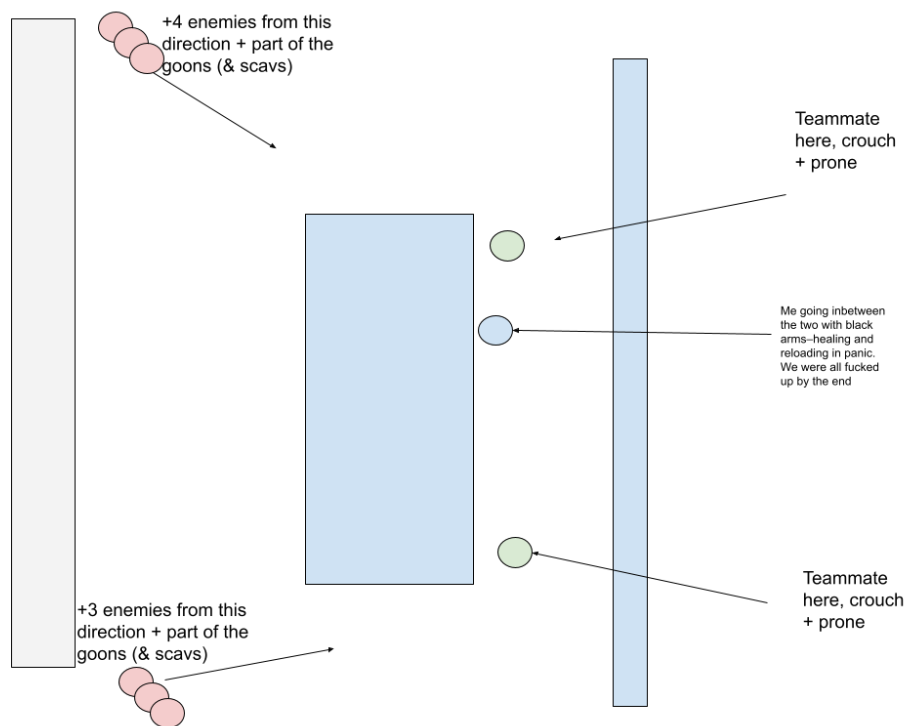 +4 enemies from this
direction + part of the
goons (& scavs)
Teammate
here, crouch
+ prone
Me going inbetween
the two with black
arms–healing and
reloading in panic.
We were all fucked
up by the end
+3 enemies from this
direction + part of the
goons (& scavs)
Teammate
here, crouch
+ prone